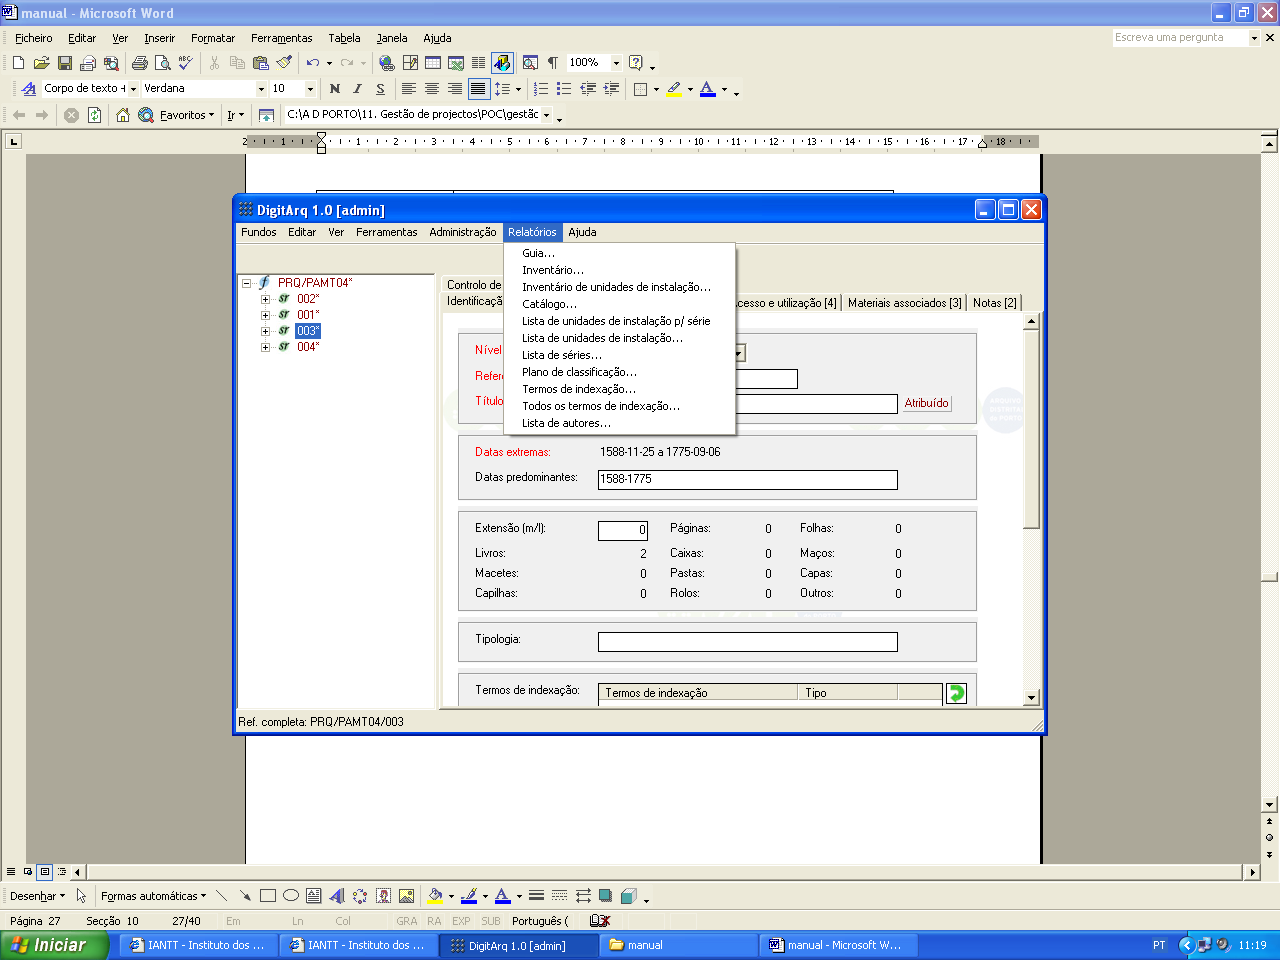 manual - Microsoft Word
Ficheiro Editar Ver Inserir Formatar Ferramentas Tabela Janela Ajuda Escreva uma pergunta
100%
Corpo de texto + Verdana 10 N I S
Favoritos Ir C:\A D PORTO\11. Gestão de projectos\POC\gestão
2 1 1 2 3 4 5 6 7 8 9 10 11 12 13 14 15 16 17 18
DigitArq 1.0 [admin]
Fundos Editar Ver Ferramentas Administração Relatórios Ajuda
Guia...
Inventário...
Inventário de unidades de instalação...
Catálogo...
Lista de unidades de instalação p/ série
Lista de unidades de instalação...
Lista de séries...
Plano de classificação...
Termos de indexação...
Todos os termos de indexação...
Lista de autores...
PRQ/PAMT04*
002*
001*
003*
004*
Controlo de
Identificaçã
Acesso e utilização [4] Materiais associados [3] Notas [2]
Nível
Refere
Título
Atribuído
Datas extremas: 1588-11-25 a 1775-09-06
Datas predominantes: 1588-1775
Extensão (m/l): 0 Páginas: 0 Folhas: 0
Livros: 2 Caixas: 0 Maços: 0
Macetes: 0 Pastas: 0 Capas: 0
Capilhas: 0 Rolos: 0 Outros: 0
Tipologia:
Termos de indexação: Termos de indexação Tipo
Ref. completa: PRQ/PAMT04/003
Desenhar Formas automáticas
Página 27 Secção 10 27/40 Em Ln Col GRA RA EXP SUB Português (
Iniciar IANTT - Instituto dos ... IANTT - Instituto dos ... DigitArq 1.0 [admin] manual manual - Microsoft W... PT 11:19